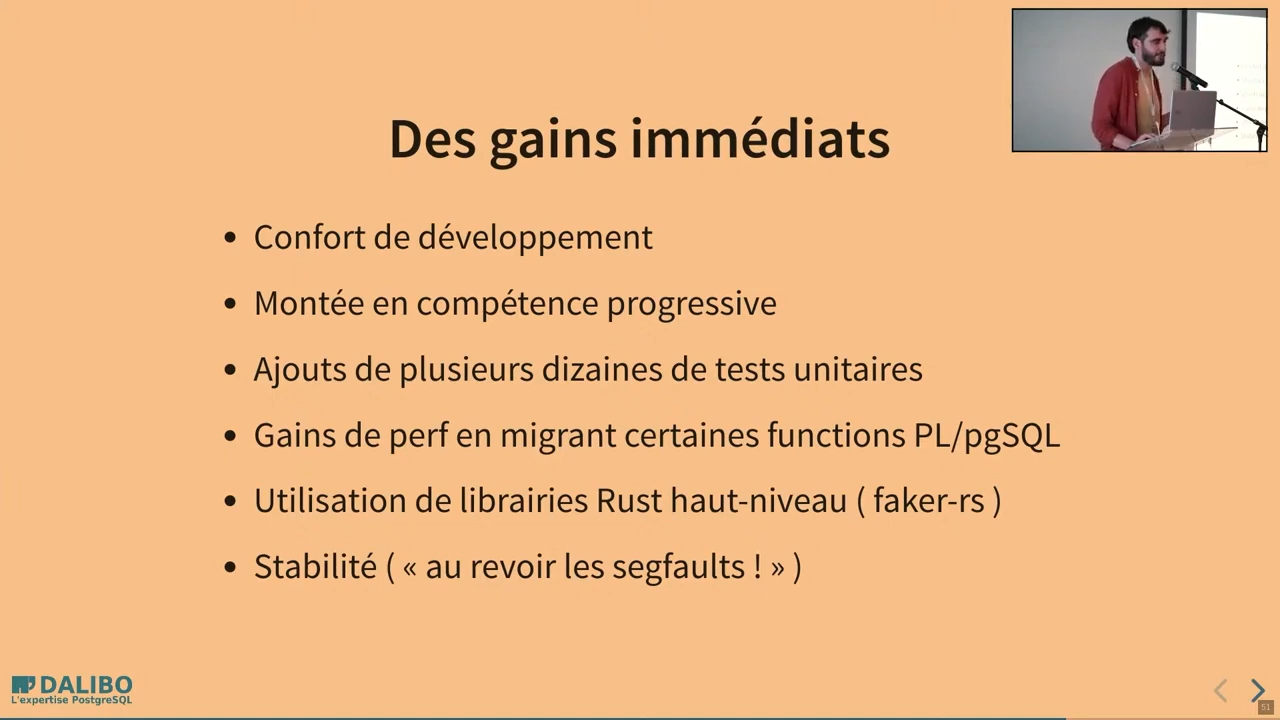 Des gains immédiats
Confort de développement
Montée en compétence progressive
Ajouts de plusieurs dizaines de tests unitaires
Gains de perf en migrant certaines functions PL/pgSQL
Utilisation de librairies Rust haut-niveau ( faker-rs )
Stabilité ( « au revoir les segfaults ! » )
DALIBO
L'expertise PostgreSQL
51